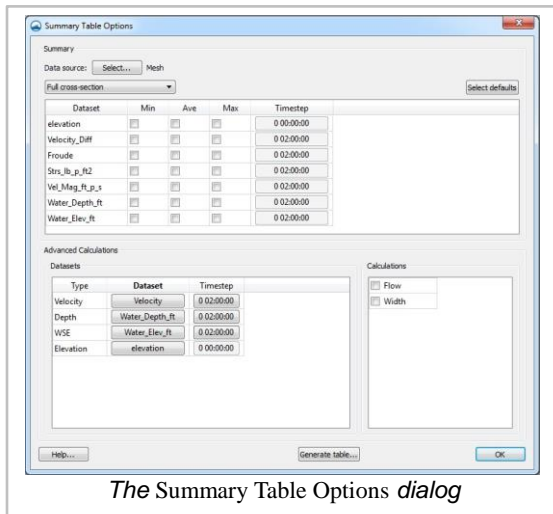 Summary Table Options
Summary
Data source: Select... Mesh
Full cross-section Select defaults
Dataset Min Ave Max Timestep
elevation 0 00:00:00
Velocity_Diff 0 02:00:00
Froude 0 02:00:00
Strs_lb_p_ft2 0 02:00:00
Vel_Mag_ft_p_s 0 02:00:00
Water_Depth_ft 0 02:00:00
Water_Elev_ft 0 02:00:00
Advanced Calculations
Datasets Calculations
Type Dataset Timestep Flow
Velocity Velocity 0 02:00:00 Width
Depth Water_Depth_ft 0 02:00:00
WSE Water_Elev_ft 0 02:00:00
Elevation elevation 0 00:00:00
Help... Generate table... OK
The Summary Table Options dialog